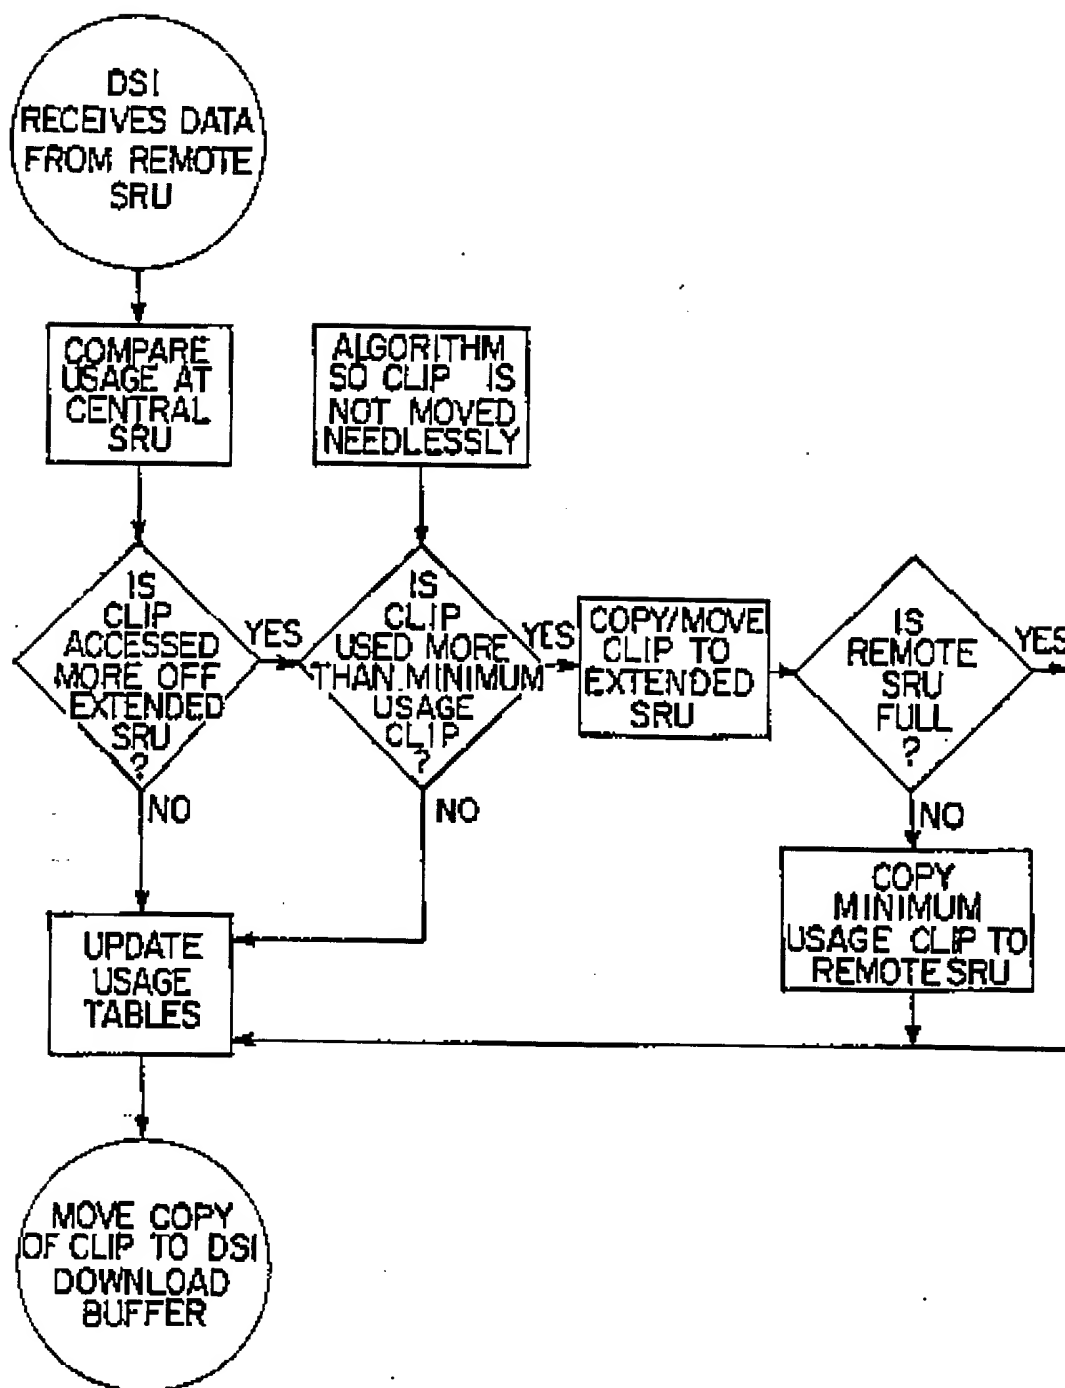 DSI
RECEIVES DATA
FROM REMOTE
SRU
COMPARE
USAGE AT
CENTRAL
SRU
ALGORITHM
SO CLIP IS
NOT MOVED
NEEDLESSLY
IS
CLIP
ACCESSED
MORE OFF
EXTENDED
SRU
?
YES
NO
IS
CLIP
USED MORE
THAN MINIMUM
USAGE
CLIP
?
YES
NO
COPY/MOVE
CLIP TO
EXTENDED
SRU
IS
REMOTE
SRU
FULL
?
YES
NO
COPY
MINIMUM
USAGE CLIP TO
REMOTE SRU
UPDATE
USAGE
TABLES
MOVE COPY
OF CLIP TO DSI
DOWNLOAD
BUFFER